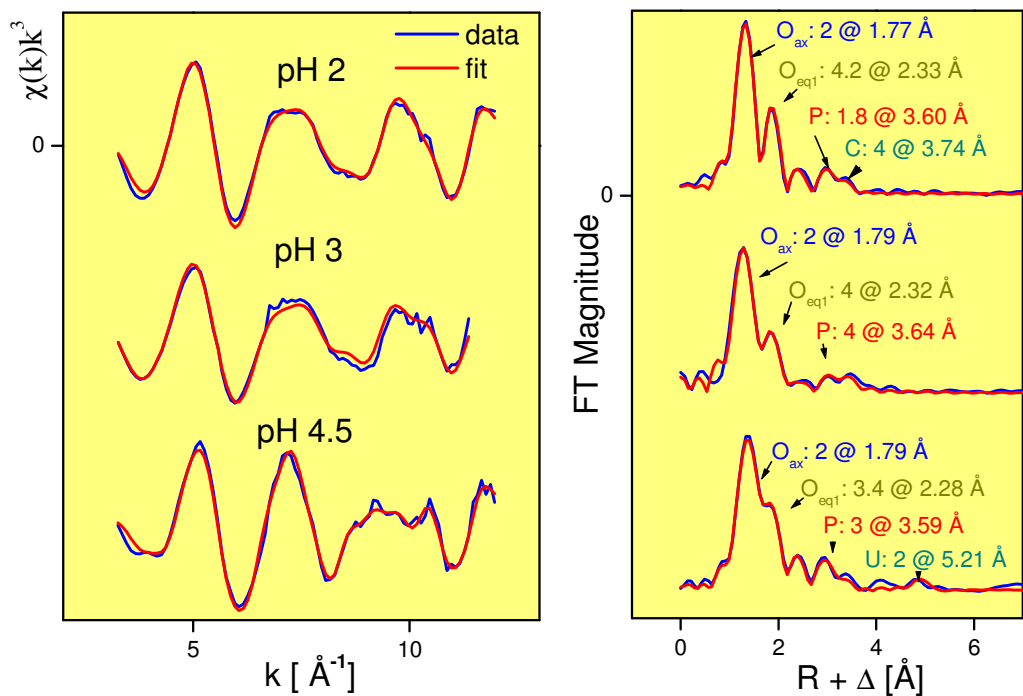 χ(k)k³
0
data
fit
pH 2
pH 3
pH 4.5
5
10
k [ Å⁻¹]
FT Magnitude
0
Oax: 2 @ 1.77 Å
Oeq1: 4.2 @ 2.33 Å
P: 1.8 @ 3.60 Å
C: 4 @ 3.74 Å
Oax: 2 @ 1.79 Å
Oeq1: 4 @ 2.32 Å
P: 4 @ 3.64 Å
Oax: 2 @ 1.79 Å
Oeq1: 3.4 @ 2.28 Å
P: 3 @ 3.59 Å
U: 2 @ 5.21 Å
0
2
4
6
R + Δ [Å]